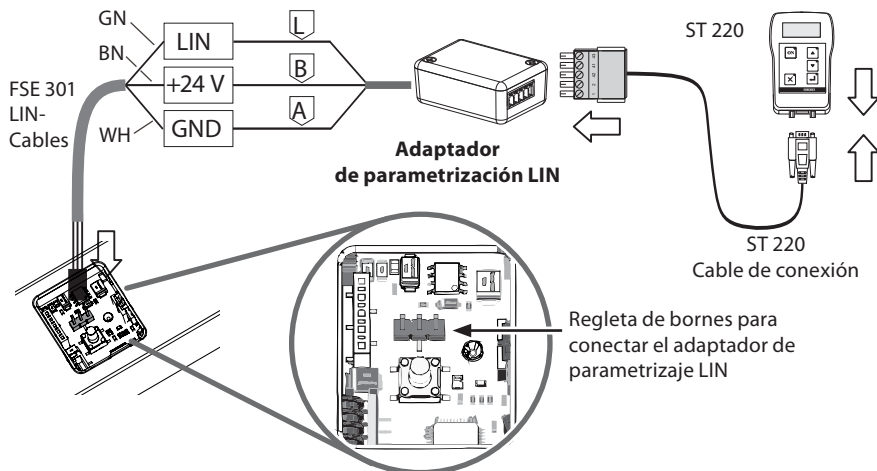 GN
BN
WH
FSE 301
LIN-
Cables
LIN
+24 V
GND
L
B
A
Adaptador
de parametrización LIN
ST 220
ST 220
Cable de conexión
Regleta de bornes para
conectar el adaptador de
parametrizaje LIN